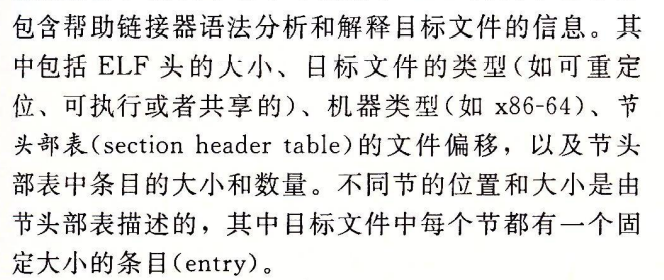 包含帮助链接器语法分析和解释目标文件的信息。其
中包括 ELF 头的大小、目标文件的类型(如可重定
位、可执行或者共享的)、机器类型(如 x86-64)、节
头部表(section header table)的文件偏移，以及节头
部表中条目的大小和数量。不同节的位置和大小是由
节头部表描述的，其中目标文件中每个节都有一个固
定大小的条目(entry)。